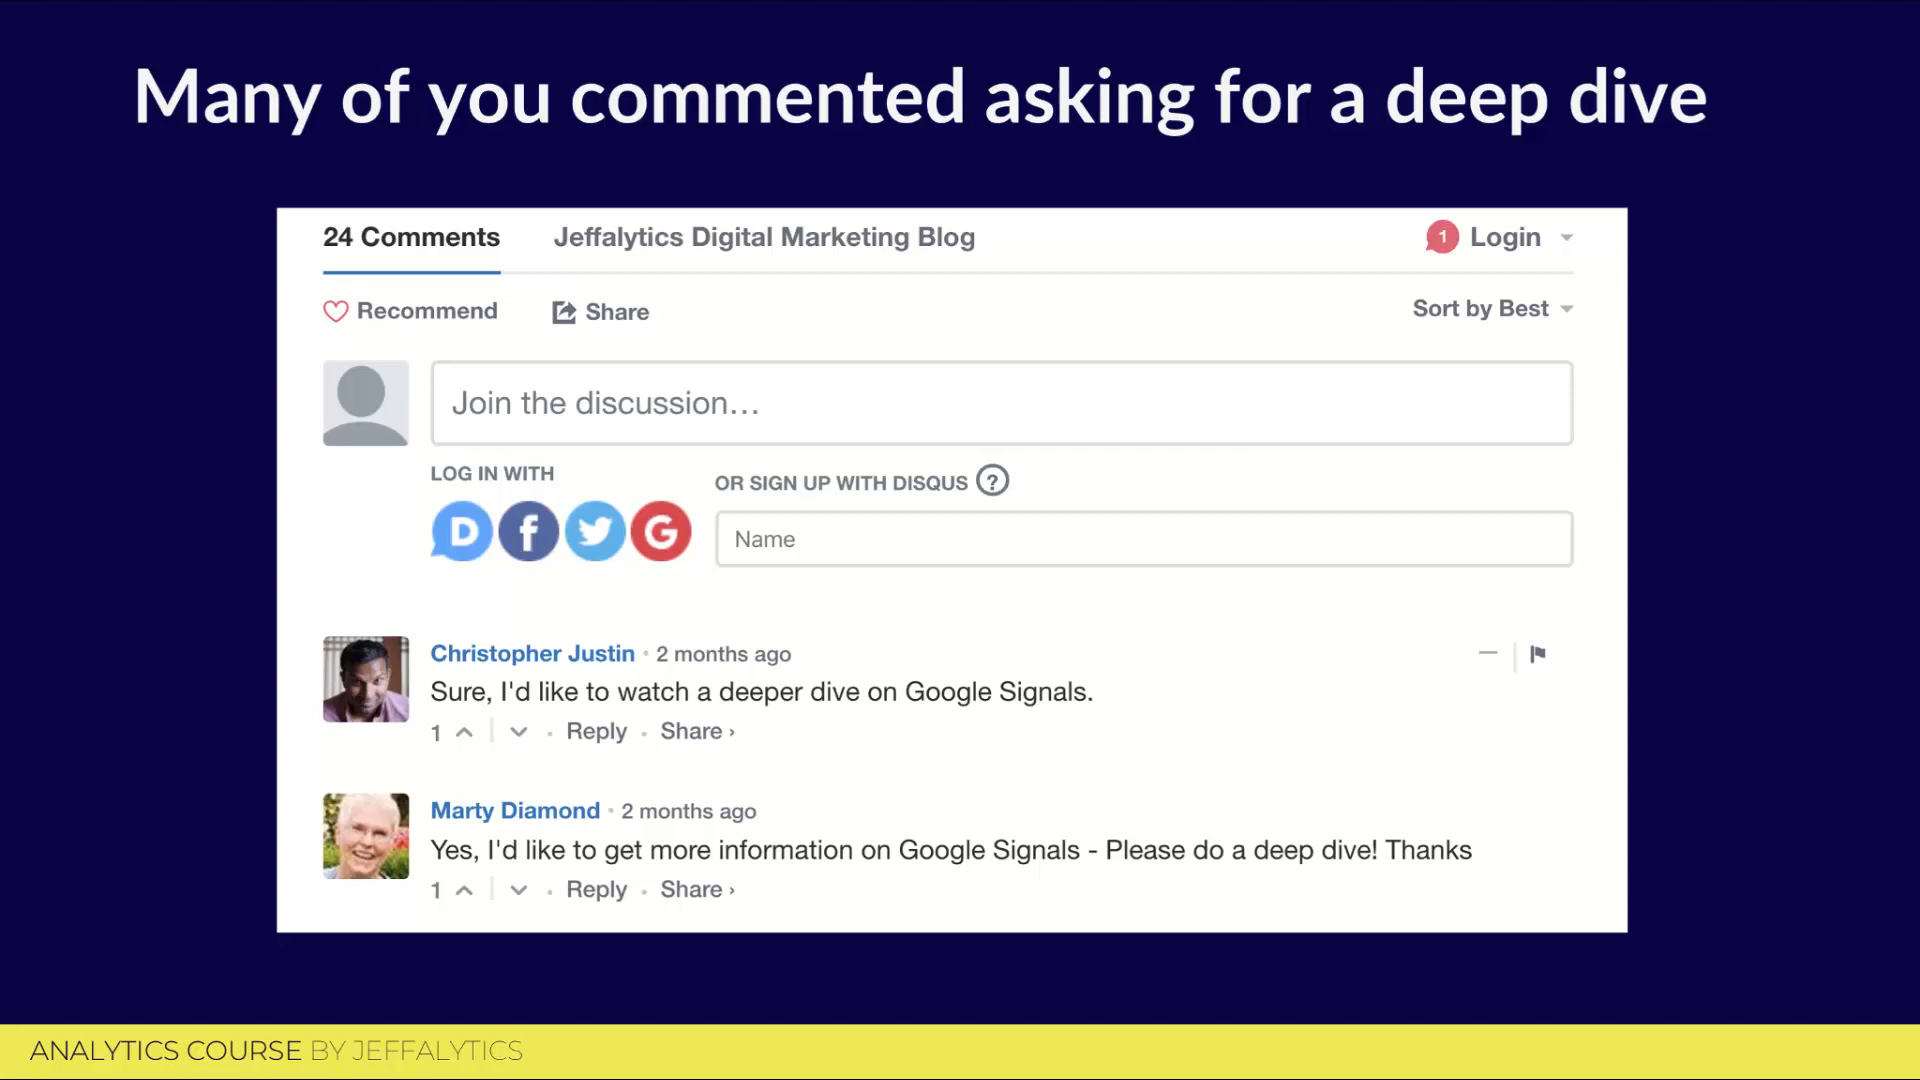 Many of you commented asking for a deep dive
24 Comments Jeffalytics Digital Marketing Blog 1 Login
Recommend Share Sort by Best
Join the discussion…
LOG IN WITH OR SIGN UP WITH DISQUS ?
D f G
Name
Christopher Justin • 2 months ago
Sure, I'd like to watch a deeper dive on Google Signals.
1 • Reply • Share ›
Marty Diamond • 2 months ago
Yes, I'd like to get more information on Google Signals - Please do a deep dive! Thanks
1 • Reply • Share ›
ANALYTICS COURSE BY JEFFALYTICS